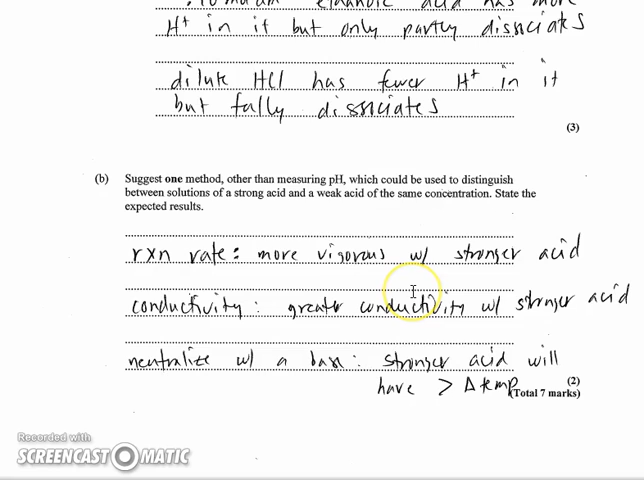 ethanoic acid has more
H+ in it but only partly dissociates
dilute HCl has fewer H+ in it
but fully dissociates
(3)
(b) Suggest one method, other than measuring pH, which could be used to distinguish
between solutions of a strong acid and a weak acid of the same concentration. State the
expected results.
rxn rate: more vigorous w/ stronger acid
conductivity: greater conductivity w/ stronger acid
neutralize w/ a base: stronger acid will
(2)
have > Δtemp
(Total 7 marks)
Recorded with
SCREENCAST MATIC